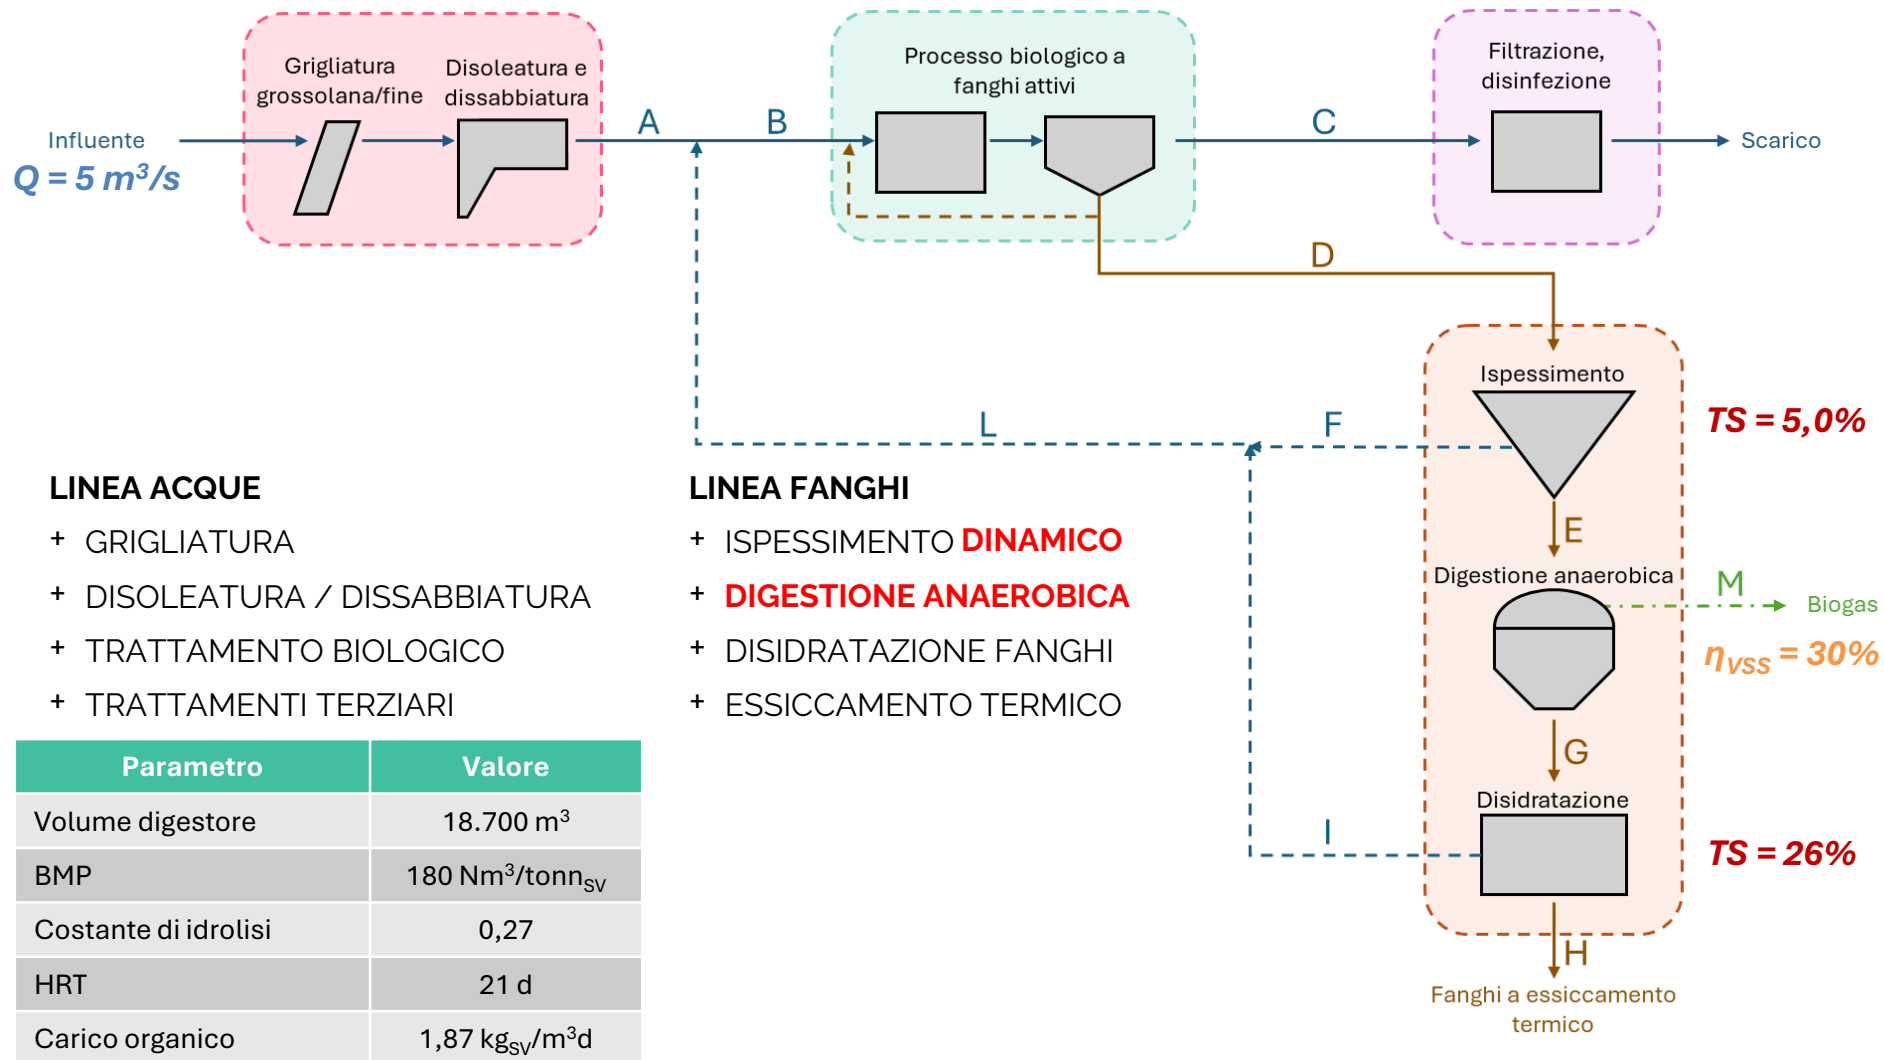 Grigliatura
grossolana/fine
Disoleatura e
dissabbiatura
Processo biologico a
fanghi attivi
Filtrazione,
disinfezione
Influente
Q = 5 m³/s
A
B
C
Scarico
D
Ispessimento
TS = 5,0%
L
F
E
Digestione anaerobica
M
Biogas
η_VSS = 30%
G
Disidratazione
I
TS = 26%
H
Fanghi a essiccamento
termico
LINEA ACQUE
+ GRIGLIATURA
+ DISOLEATURA / DISSABBIATURA
+ TRATTAMENTO BIOLOGICO
+ TRATTAMENTI TERZIARI
LINEA FANGHI
+ ISPESSIMENTO DINAMICO
+ DIGESTIONE ANAEROBICA
+ DISIDRATAZIONE FANGHI
+ ESSICCAMENTO TERMICO
Parametro Valore
Volume digestore 18.700 m³
BMP 180 Nm³/tonn_SV
Costante di idrolisi 0,27
HRT 21 d
Carico organico 1,87 kg_SV/m³d